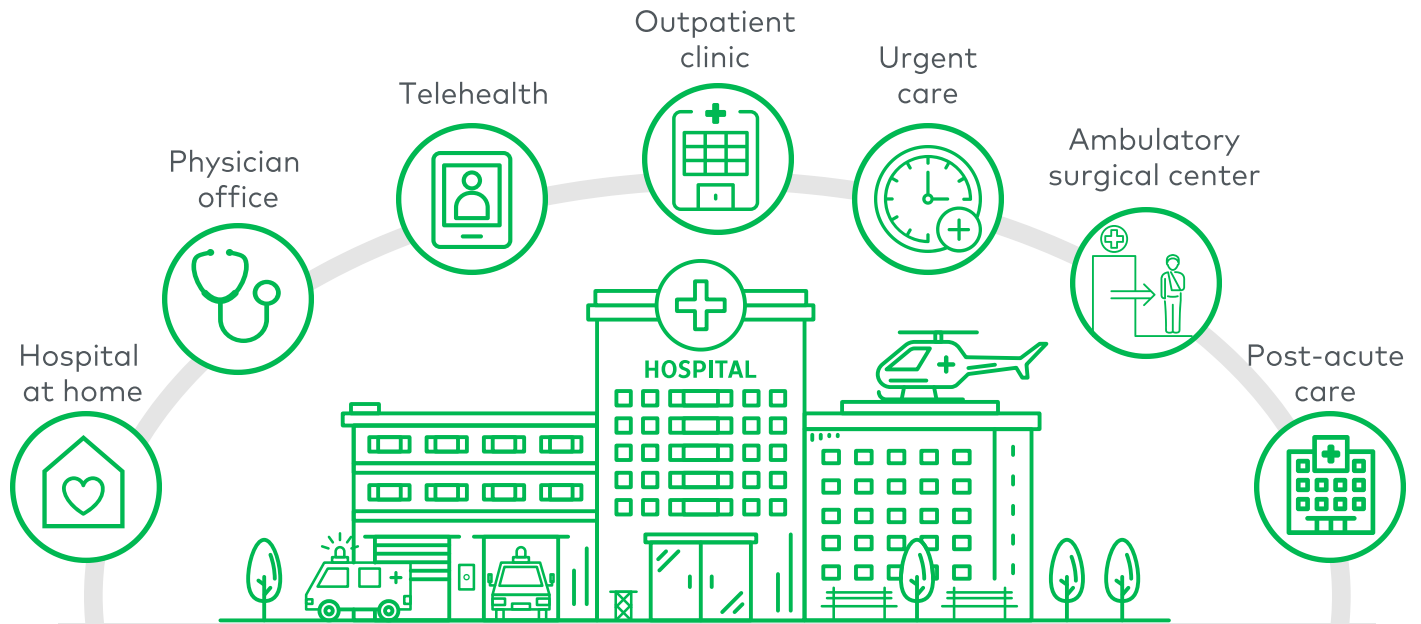 Outpatient
clinic
Urgent
care
Telehealth
Ambulatory
surgical center
Physician
office
Hospital
at home
Post-acute
care
HOSPITAL